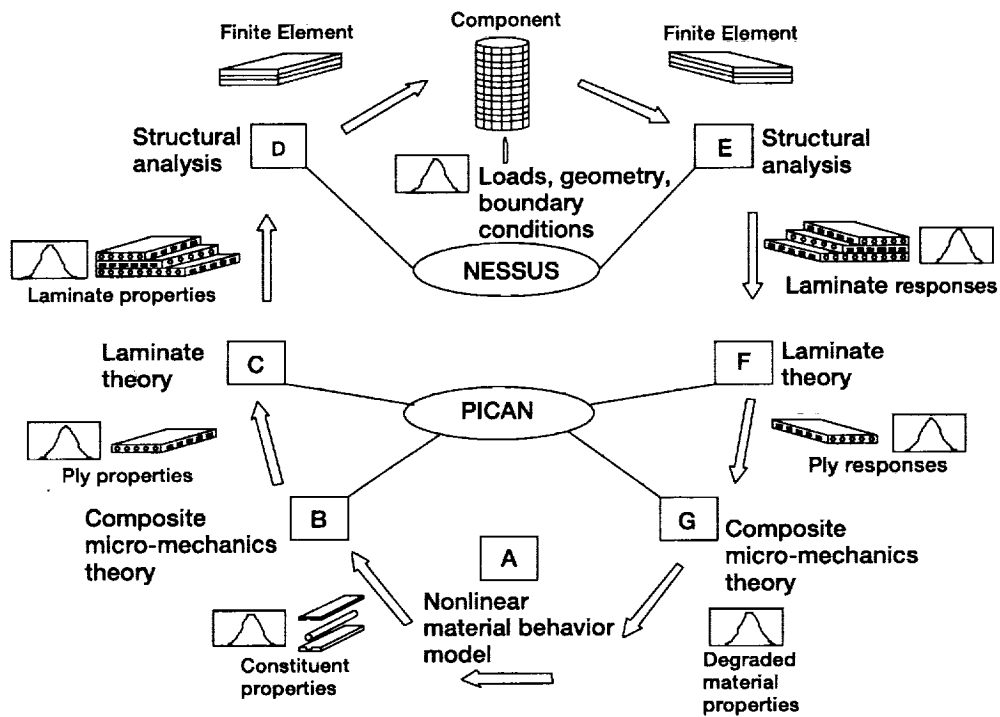 Component
Finite Element
Finite Element
Structural
analysis
D
E
Structural
analysis
Loads, geometry,
boundary
conditions
NESSUS
Laminate properties
Laminate responses
Laminate
theory
C
F
Laminate
theory
PICAN
Ply properties
Ply responses
B
G
Composite
micro-mechanics
theory
Composite
micro-mechanics
theory
A
Nonlinear
material behavior
model
Constituent
properties
Degraded
material
properties